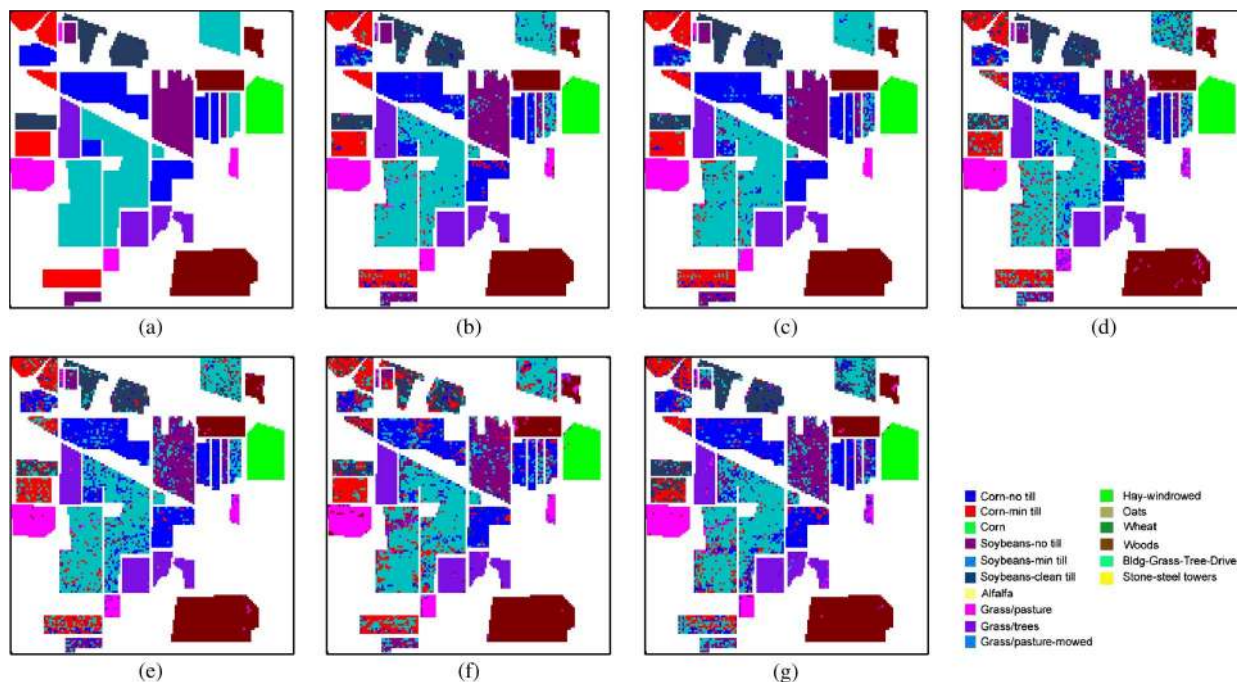 (a)
(b)
(c)
(d)
(e)
(f)
(g)
Corn-no till
Corn-min till
Corn
Soybeans-no till
Soybeans-min till
Soybeans-clean till
Alfalfa
Grass/pasture
Grass/trees
Grass/pasture-mowed
Hay-windrowed
Oats
Wheat
Woods
Bldg-Grass-Tree-Drive
Stone-steel towers